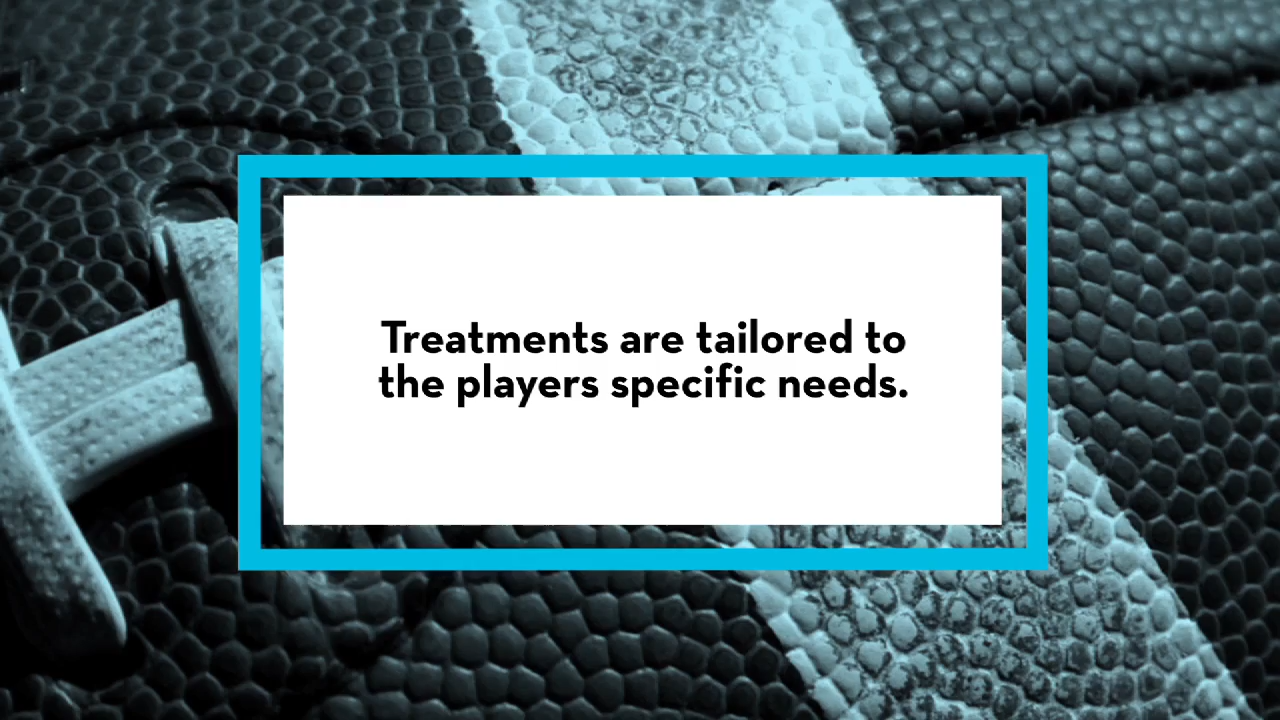 Treatments are tailored to
the players specific needs.